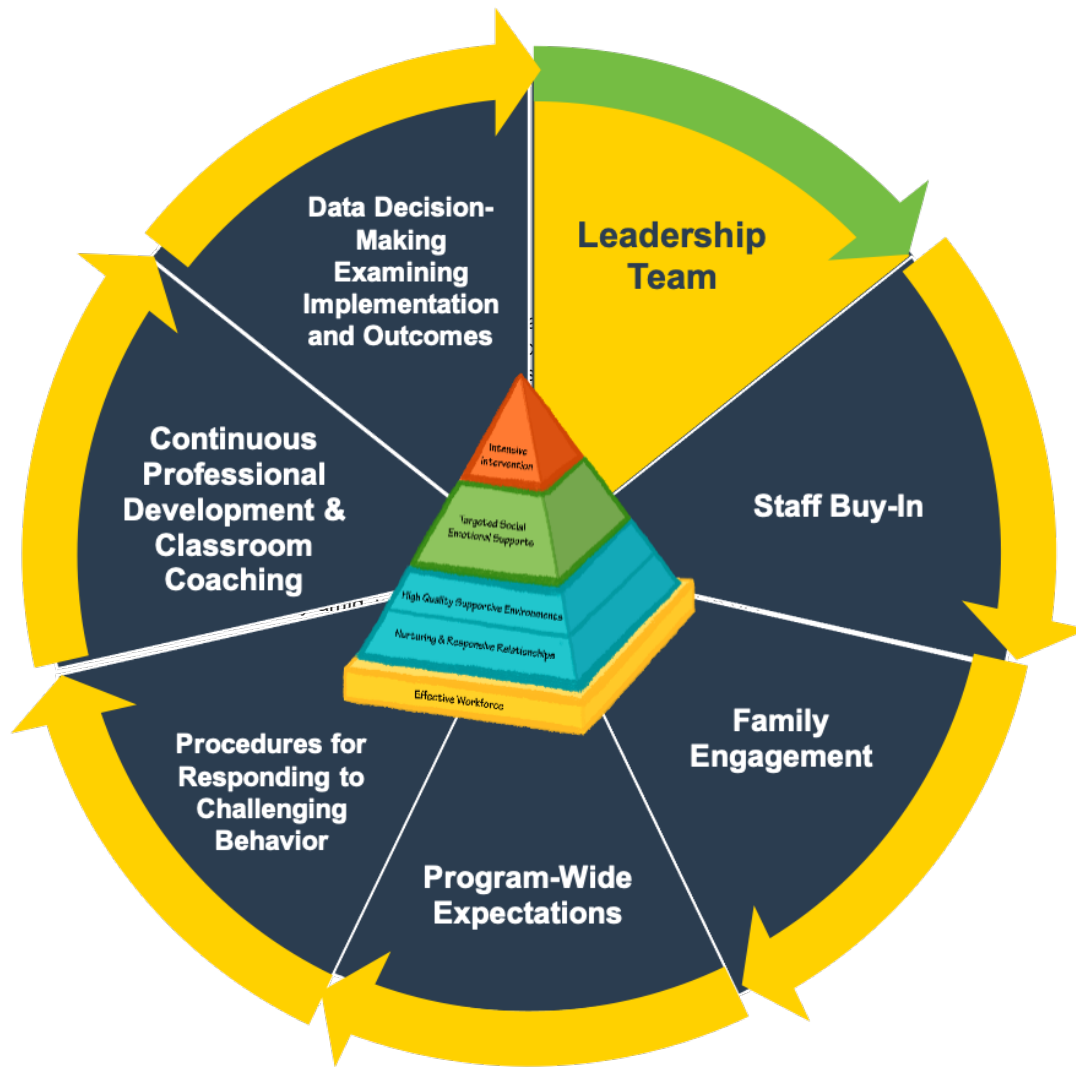 Leadership
Team
Staff Buy-In
Family
Engagement
Program-Wide
Expectations
Procedures for
Responding to
Challenging
Behavior
Continuous
Professional
Development &
Classroom
Coaching
Data Decision-
Making
Examining
Implementation
and Outcomes
Intensive
Intervention
Targeted Social
Emotional Supports
High Quality Supportive Environments
Nurturing & Responsive Relationships
Effective Workforce